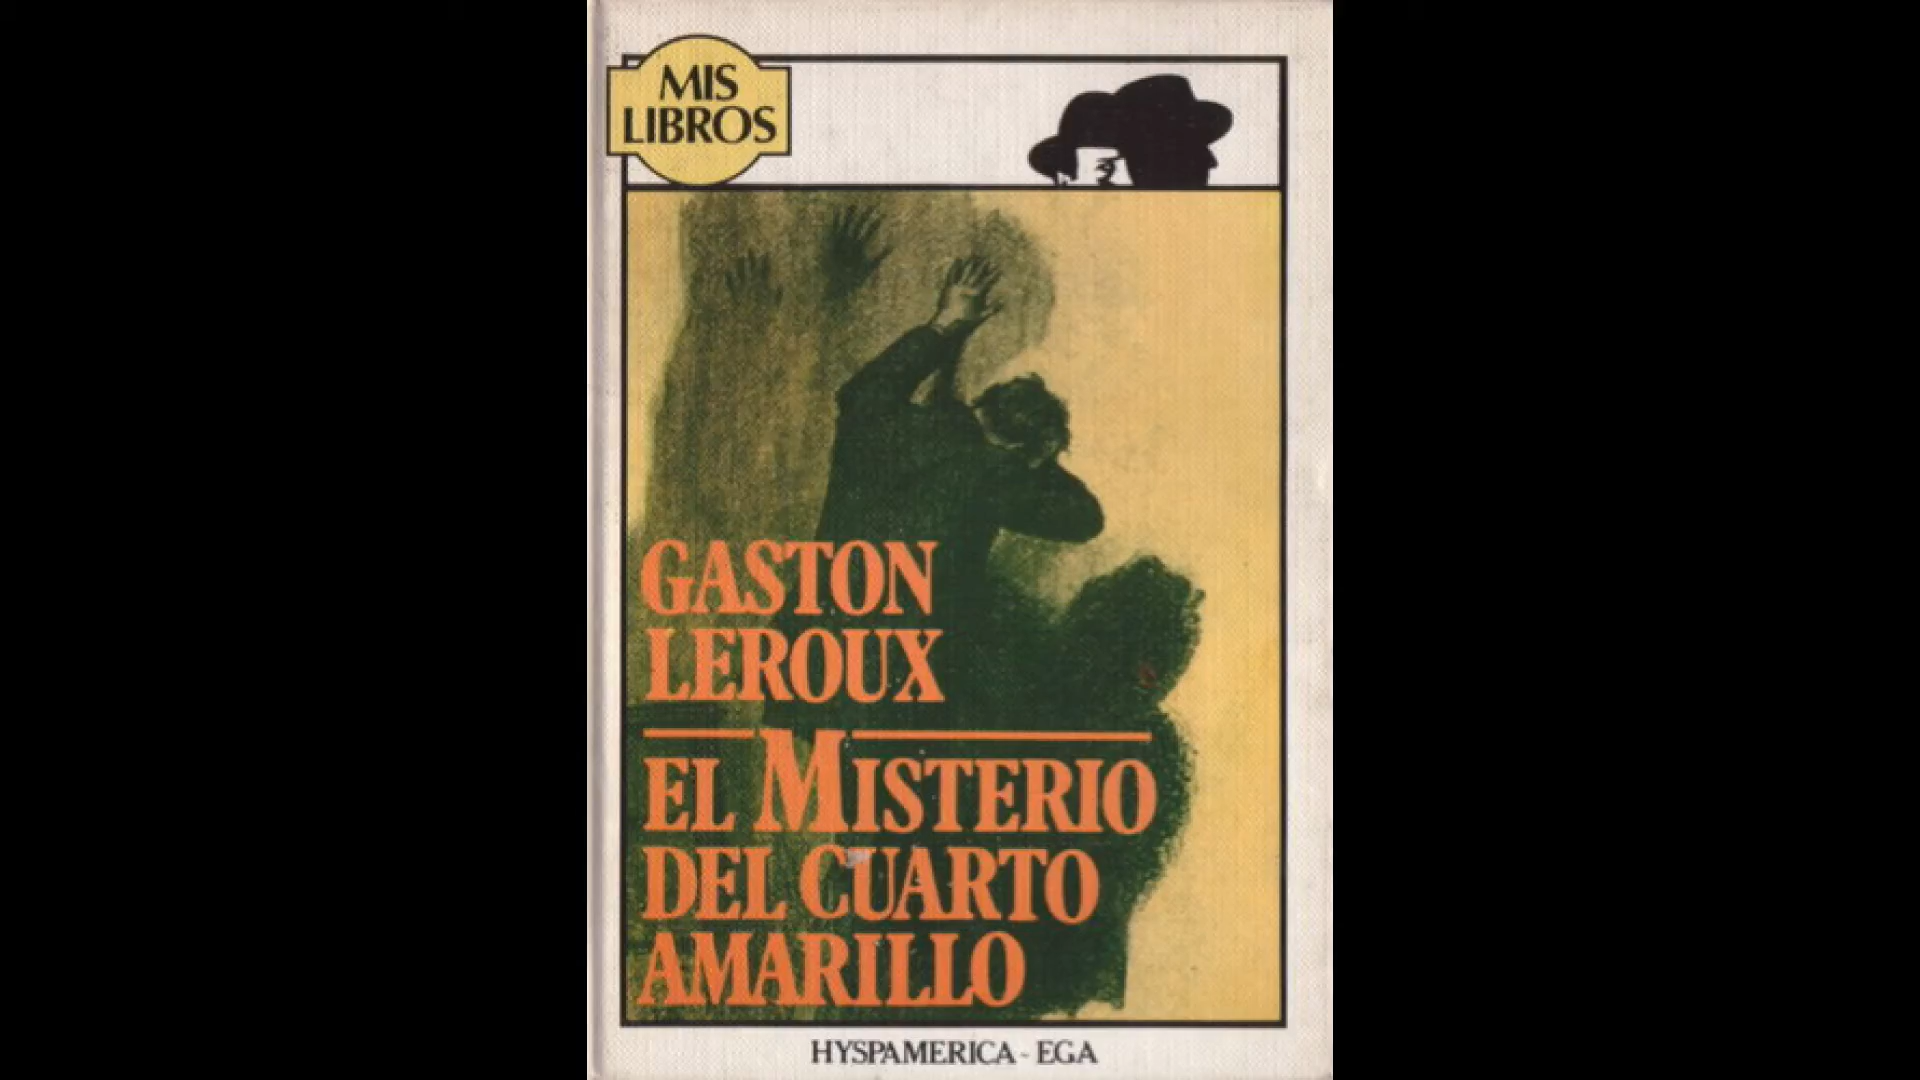 MIS
LIBROS
GASTON
LEROUX
EL MISTERIO
DEL CUARTO
AMARILLO
HYSPAMERICA - EGA